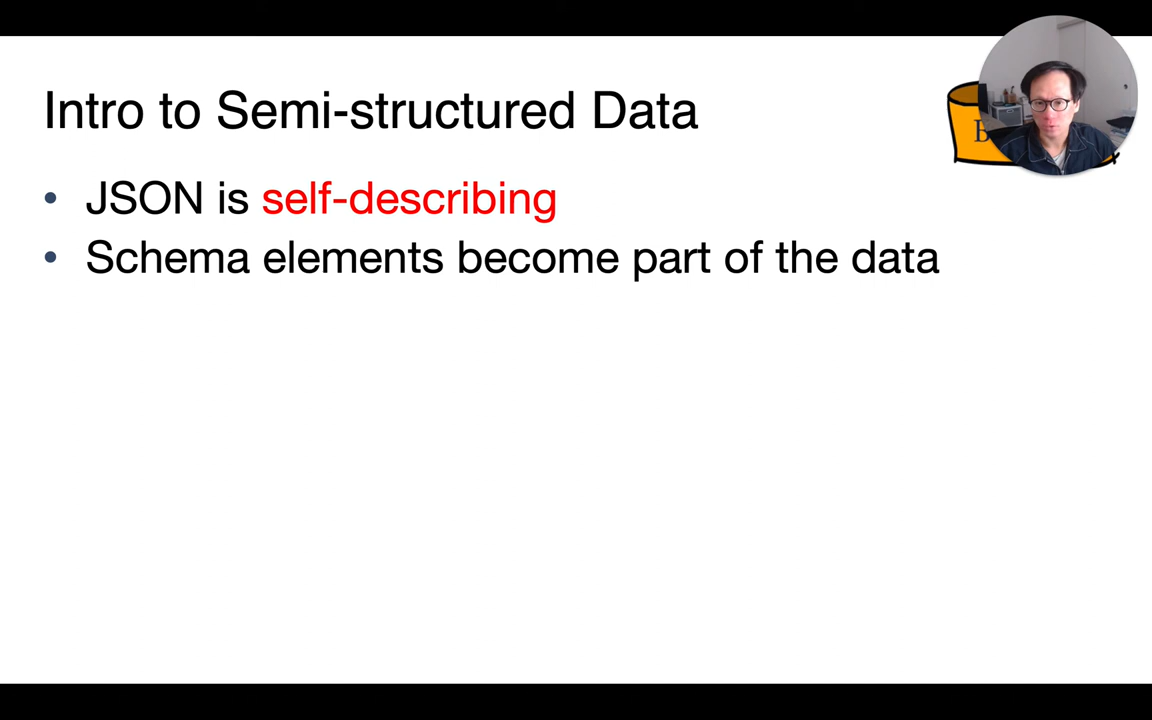 Intro to Semi-structured Data
• JSON is self-describing
• Schema elements become part of the data